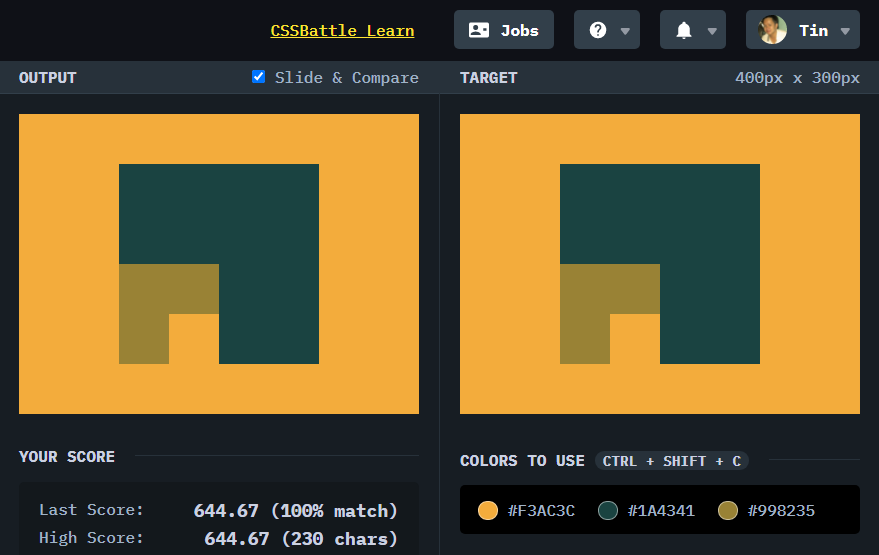 CSSBattle Learn Jobs Tin
OUTPUT Slide & Compare TARGET 400px x 300px
YOUR SCORE
COLORS TO USE CTRL + SHIFT + C
Last Score: 644.67 (100% match)
High Score: 644.67 (230 chars)
#F3AC3C #1A4341 #998235